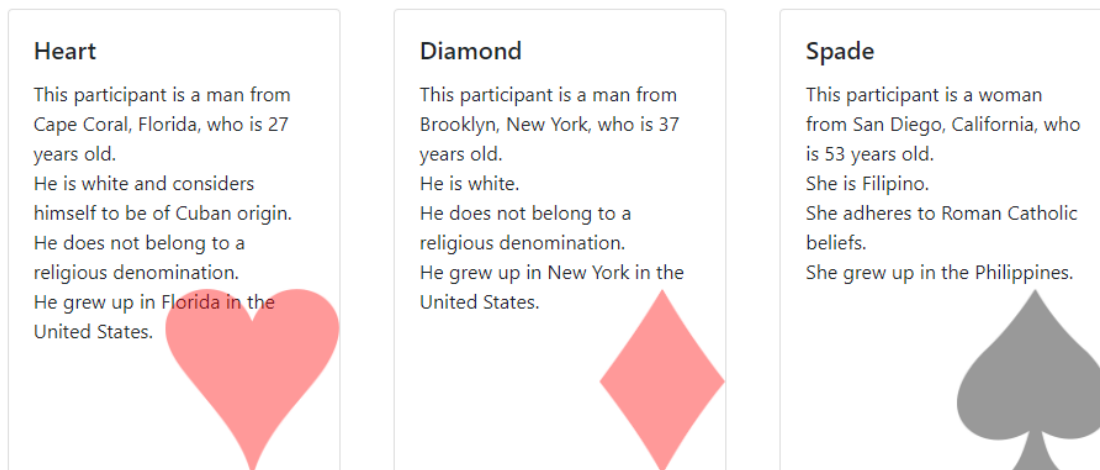 Heart
This participant is a man from
Cape Coral, Florida, who is 27
years old.
He is white and considers
himself to be of Cuban origin.
He does not belong to a
religious denomination.
He grew up in Florida in the
United States.
Diamond
This participant is a man from
Brooklyn, New York, who is 37
years old.
He is white.
He does not belong to a
religious denomination.
He grew up in New York in the
United States.
Spade
This participant is a woman
from San Diego, California, who
is 53 years old.
She is Filipino.
She adheres to Roman Catholic
beliefs.
She grew up in the Philippines.